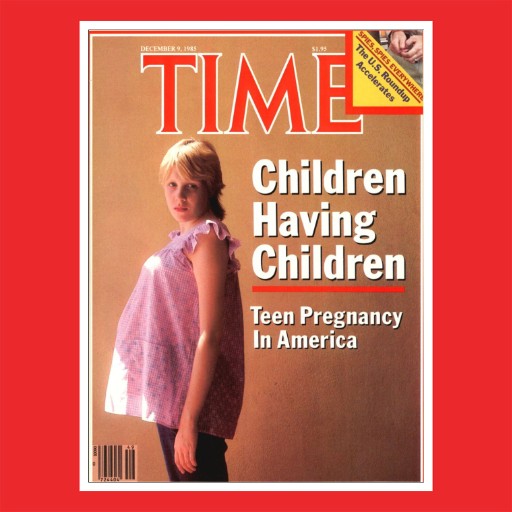 DECEMBER 9, 1985 $1.95
TIME
SPIES, SPIES, EVERYWHERE
The U.S. Roundup
Accelerates
Children
Having
Children
Teen Pregnancy
In America